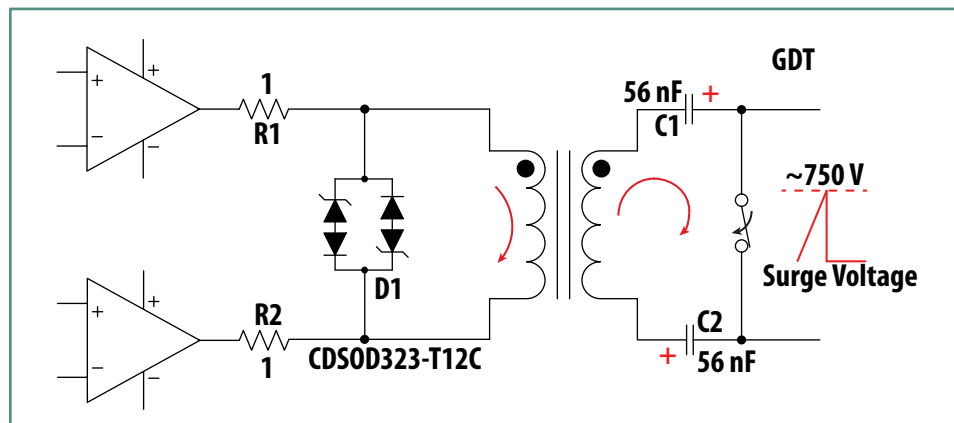 GDT
1
R1
56 nF +
C1
+
−
+
−
~750 V
Surge Voltage
D1
CDSOD323-T12C
R2
1
C2
+ 56 nF
+
−
+
−